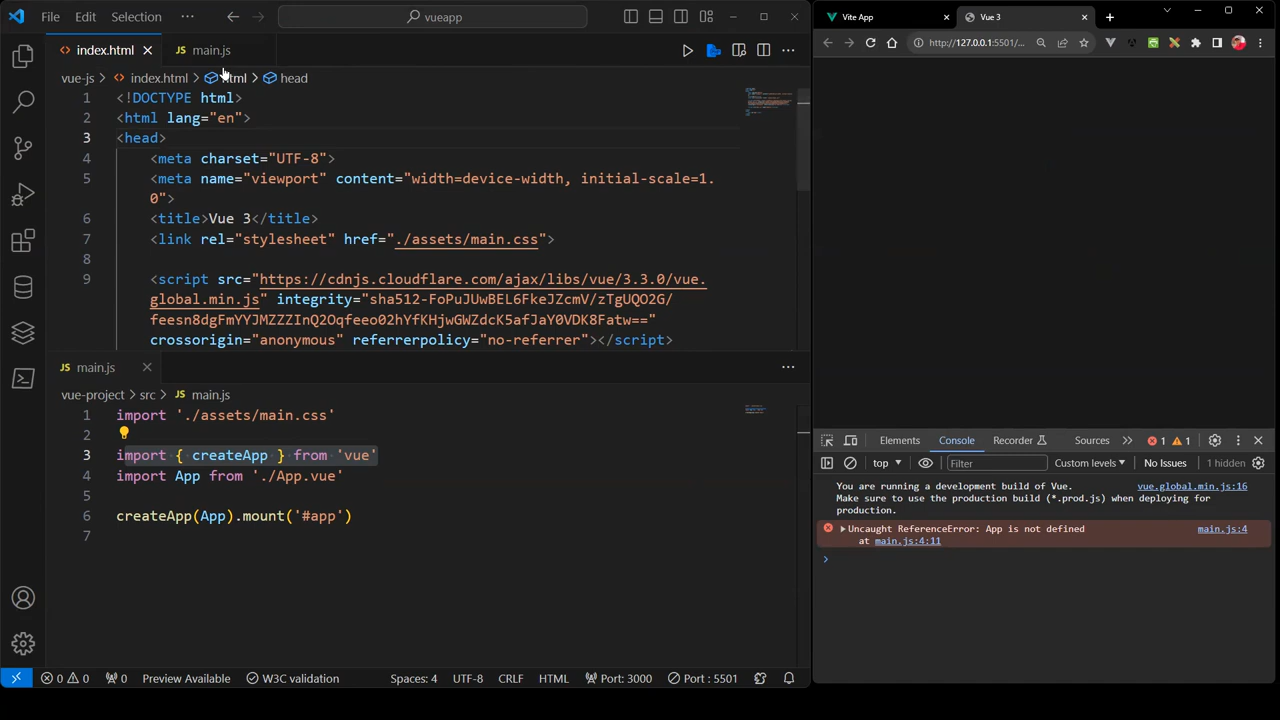 File Edit Selection ··· vueapp
index.html main.js
vue-js > index.html > html > head
1 <!DOCTYPE html>
2 <html lang="en">
3 <head>
4 <meta charset="UTF-8">
5 <meta name="viewport" content="width=device-width, initial-scale=1.
0">
6 <title>Vue 3</title>
7 <link rel="stylesheet" href="./assets/main.css">
8
9 <script src="https://cdnjs.cloudflare.com/ajax/libs/vue/3.3.0/vue.
global.min.js" integrity="sha512-FoPuJUwBEL6FkeJZcmV/zTgUQO2G/
feesn8dgFmYYJMZZZInQ2Oqfeeo02hYfKHjwGWZdcK5afJaY0VDK8Fatw=="
crossorigin="anonymous" referrerpolicy="no-referrer"></script>
main.js
vue-project > src > main.js
1 import './assets/main.css'
2
3 import { createApp } from 'vue'
4 import App from './App.vue'
5
6 createApp(App).mount('#app')
7
0 0 0 Preview Available W3C validation Spaces: 4 UTF-8 CRLF HTML Port: 3000 Port : 5501
Vite App Vue 3
http://127.0.0.1:5501/
Elements Console Recorder Sources 1 1
top Filter Custom levels No Issues 1 hidden
You are running a development build of Vue. vue.global.min.js:16
Make sure to use the production build (*.prod.js) when deploying for
production.
Uncaught ReferenceError: App is not defined main.js:4
at main.js:4:11